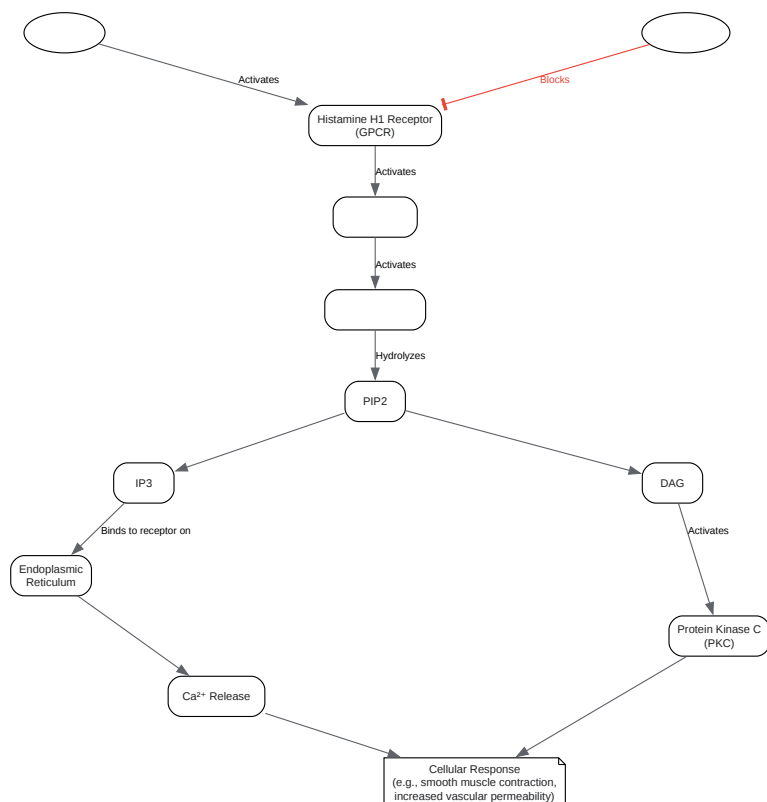 Activates
Blocks
Histamine H1 Receptor
(GPCR)
Activates
Activates
Hydrolyzes
PIP2
IP3
DAG
Binds to receptor on
Activates
Endoplasmic
Reticulum
Protein Kinase C
(PKC)
Ca²⁺ Release
Cellular Response
(e.g., smooth muscle contraction,
increased vascular permeability)